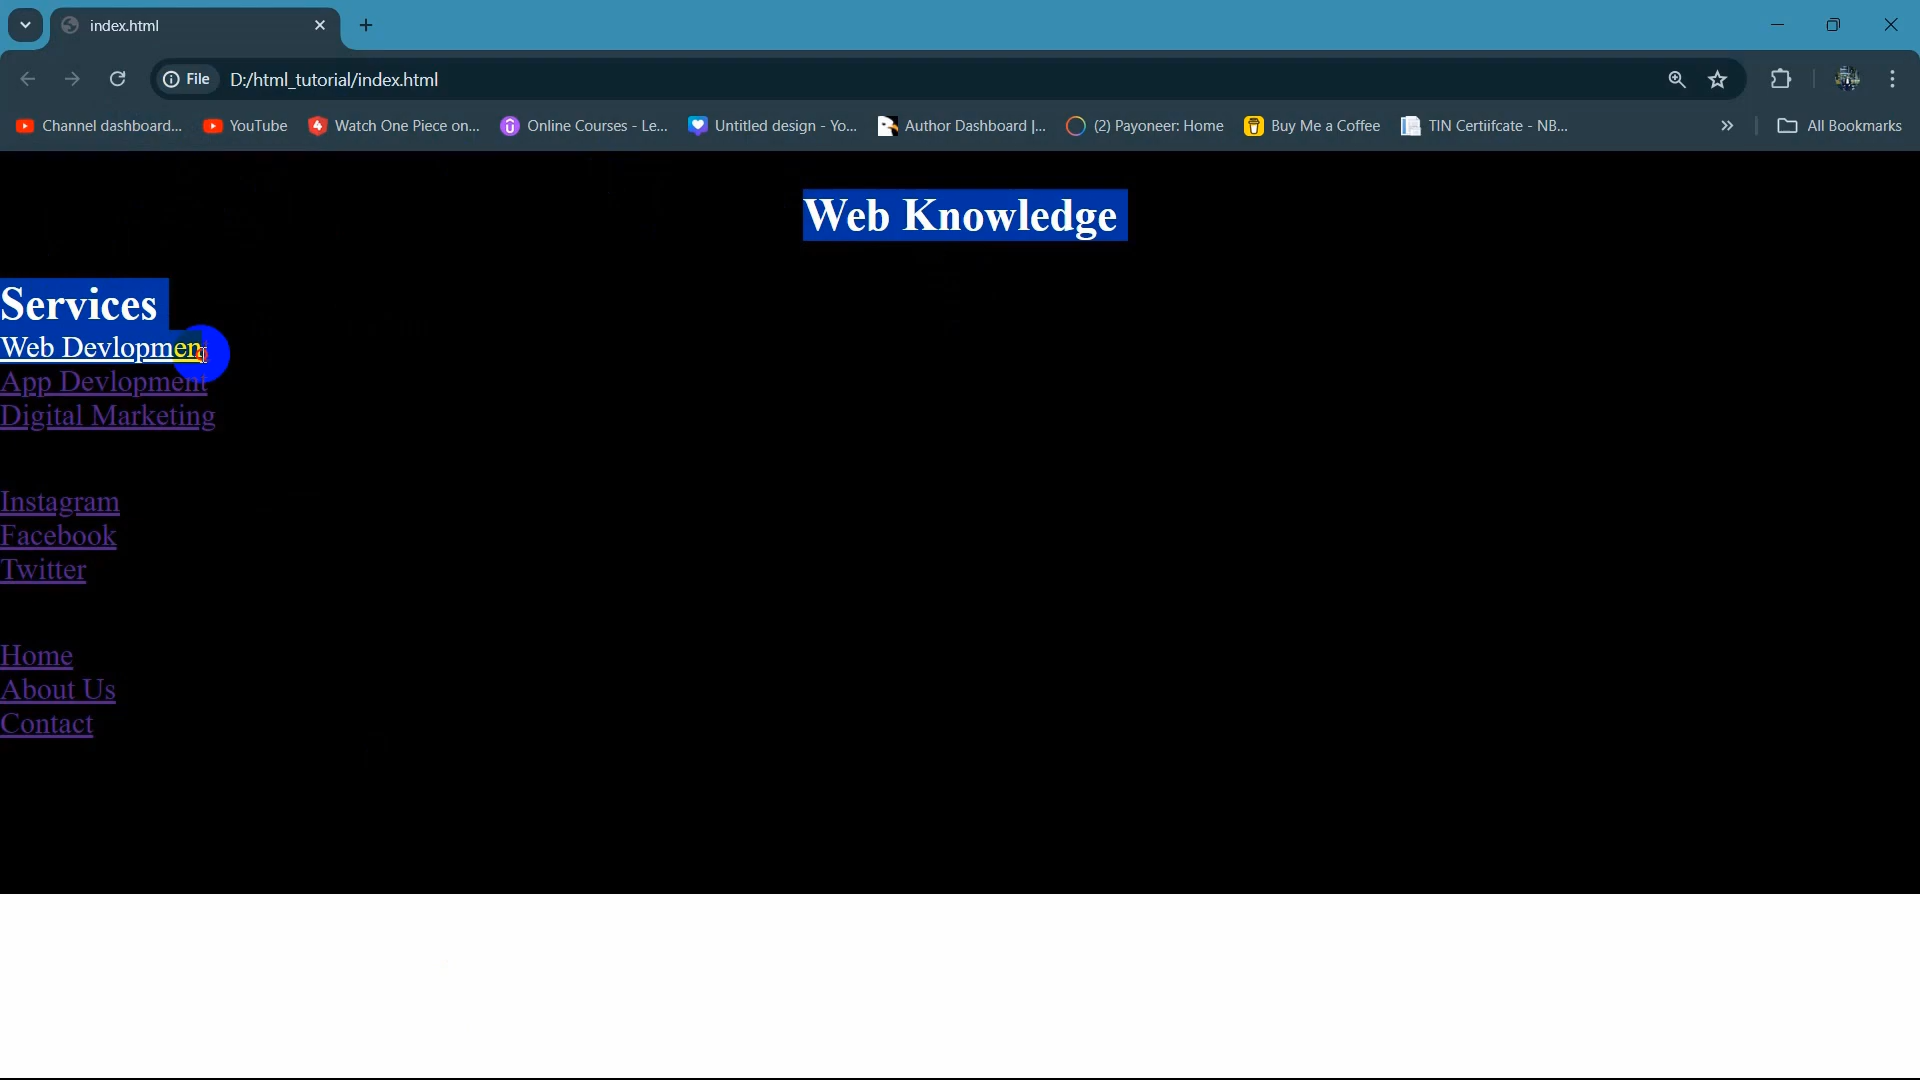 index.html
File D:/html_tutorial/index.html
Channel dashboard... YouTube Watch One Piece on... Online Courses - Le... Untitled design - Yo... Author Dashboard |... (2) Payoneer: Home Buy Me a Coffee TIN Certiifcate - NB... » All Bookmarks
Web Knowledge
Services
Web Devlopment
App Devlopment
Digital Marketing
Instagram
Facebook
Twitter
Home
About Us
Contact